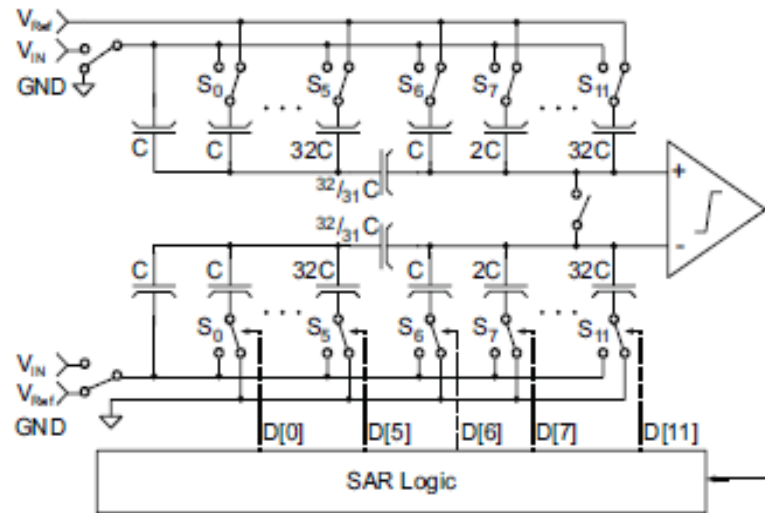 V_Ref
V_IN
GND
S_0 S_5 S_6 S_7 S_11
C C 32C C 2C 32C
32/31 C
+
32/31 C
-
C C 32C C 2C 32C
S_0 S_5 S_6 S_7 S_11
V_IN
V_Ref
GND
D[0] D[5] D[6] D[7] D[11]
SAR Logic